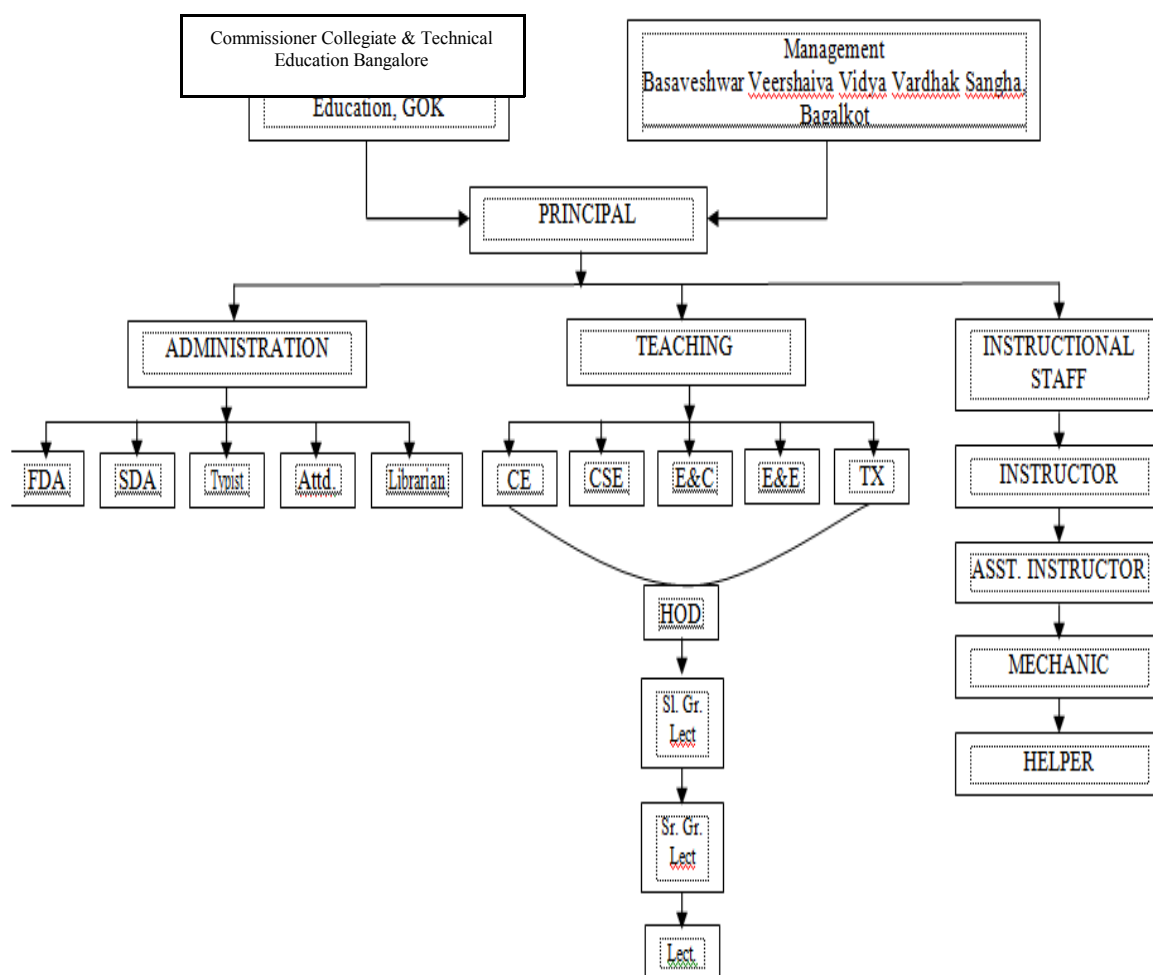 Commissioner Collegiate & Technical
Education Bangalore
Education, GOK
Management
Basaveshwar Veershaiva Vidya Vardhak Sangha,
Bagalkot
PRINCIPAL
ADMINISTRATION
TEACHING
INSTRUCTIONAL
STAFF
FDA
SDA
Typist
Attd.
Librarian
CE
CSE
E&C
E&E
TX
INSTRUCTOR
ASST. INSTRUCTOR
HOD
MECHANIC
Sl. Gr.
Lect
HELPER
Sr. Gr.
Lect
Lect.